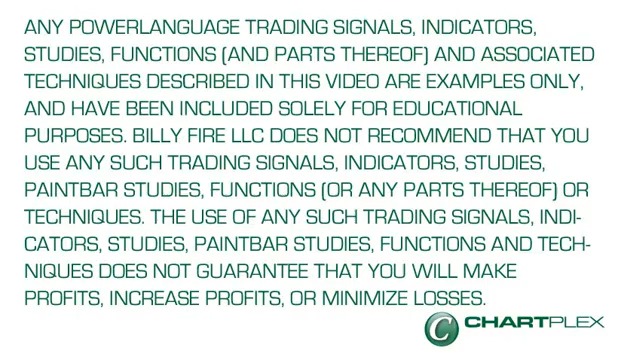 ANY POWERLANGUAGE TRADING SIGNALS, INDICATORS,
STUDIES, FUNCTIONS (AND PARTS THEREOF) AND ASSOCIATED
TECHNIQUES DESCRIBED IN THIS VIDEO ARE EXAMPLES ONLY,
AND HAVE BEEN INCLUDED SOLELY FOR EDUCATIONAL
PURPOSES. BILLY FIRE LLC DOES NOT RECOMMEND THAT YOU
USE ANY SUCH TRADING SIGNALS, INDICATORS, STUDIES,
PAINTBAR STUDIES, FUNCTIONS (OR ANY PARTS THEREOF) OR
TECHNIQUES. THE USE OF ANY SUCH TRADING SIGNALS, INDI-
CATORS, STUDIES, PAINTBAR STUDIES, FUNCTIONS AND TECH-
NIQUES DOES NOT GUARANTEE THAT YOU WILL MAKE
PROFITS, INCREASE PROFITS, OR MINIMIZE LOSSES.
C CHARTPLEX